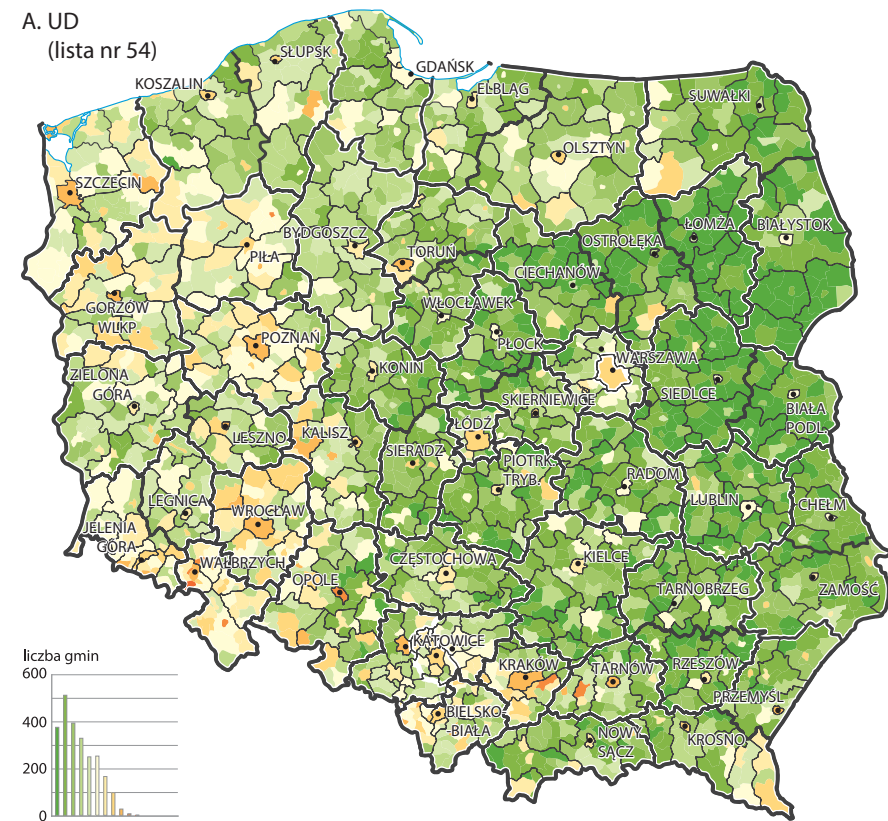 A. UD
(lista nr 54)
SŁUPSK
GDAŃSK
KOSZALIN
ELBLĄG
SUWAŁKI
OLSZTYN
SZCZECIN
BYDGOSZCZ
PIŁA
TORUŃ
OSTROŁĘKA
ŁOMŻA
BIAŁYSTOK
CIECHANÓW
GORZÓW
WLKP.
WŁOCŁAWEK
PŁOCK
POZNAŃ
WARSZAWA
KONIN
SIEDLCE
ZIELONA
GÓRA
SKIERNIEWICE
BIAŁA
PODL.
LESZNO
KALISZ
ŁÓDŹ
SIERADZ
PIOTRK.
TRYB.
RADOM
LEGNICA
LUBLIN
CHEŁM
WROCŁAW
JELENIA
GÓRA
WAŁBRZYCH
OPOLE
CZĘSTOCHOWA
KIELCE
TARNOBRZEG
ZAMOŚĆ
KATOWICE
KRAKÓW
TARNÓW
RZESZÓW
PRZEMYŚL
BIELSKO-
-BIAŁA
NOWY
SĄCZ
KROSNO
liczba gmin
600
400
200
0